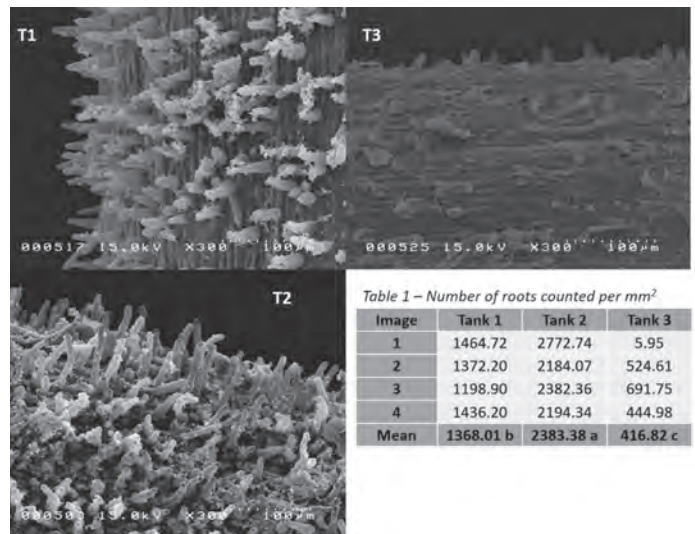 T1
T3
000517 15.0kV X300 100µm
000525 15.0kV X300 100µm
T2
000503 15.0kV X300 100µm
Table 1 – Number of roots counted per mm²
Image Tank 1 Tank 2 Tank 3
1 1464.72 2772.74 5.95
2 1372.20 2184.07 524.61
3 1198.90 2382.36 691.75
4 1436.20 2194.34 444.98
Mean 1368.01 b 2383.38 a 416.82 c